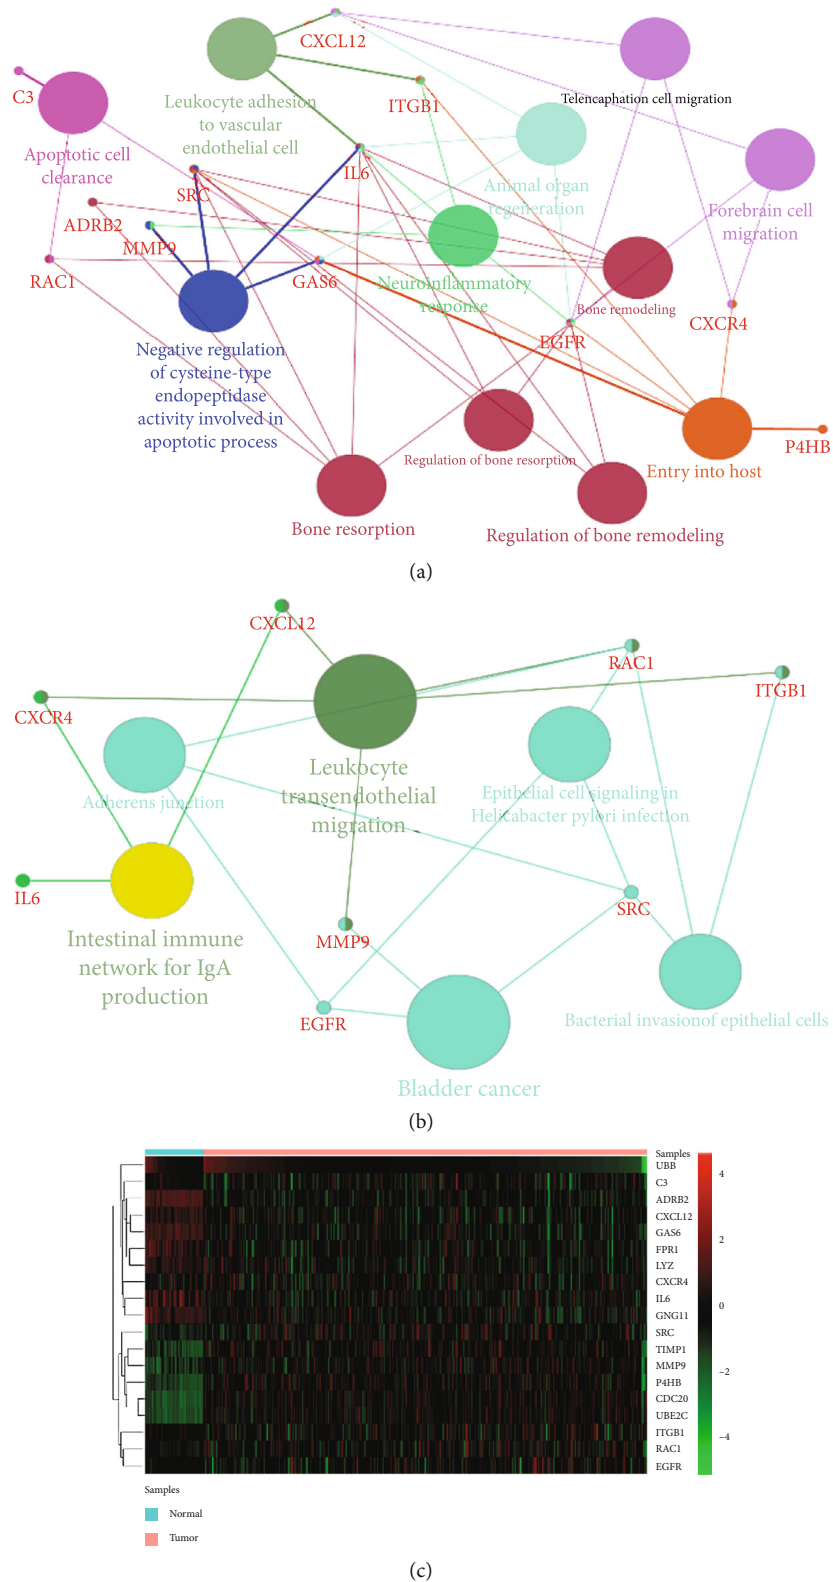 CXCL12
C3
Leukocyte adhesion
to vascular
endothelial cell
ITGB1
Telencaphation cell migration
Apoptotic cell
clearance
SRC
IL6
Animal organ
regeneration
Forebrain cell
migration
ADRB2
MMP9
RAC1
GAS6
Neuroinflammatory
response
Bone remodeling
CXCR4
EGFR
Negative regulation
of cysteine-type
endopeptidase
activity involved in
apoptotic process
Regulation of bone resorption
Entry into host
P4HB
Bone resorption
Regulation of bone remodeling
(a)
CXCL12
RAC1
ITGB1
CXCR4
Leukocyte
transendothelial
migration
Adherens junction
Epithelial cell signaling in
Helicabacter pylori infection
IL6
SRC
MMP9
Intestinal immune
network for IgA
production
EGFR
Bacterial invasionof epithelial cells
Bladder cancer
(b)
Samples
UBB
C3
ADRB2
CXCL12
GAS6
FPR1
LYZ
CXCR4
IL6
GNG11
SRC
TIMP1
MMP9
P4HB
CDC20
UBE2C
ITGB1
RAC1
EGFR
4
2
0
−2
−4
Samples
Normal
Tumor
(c)